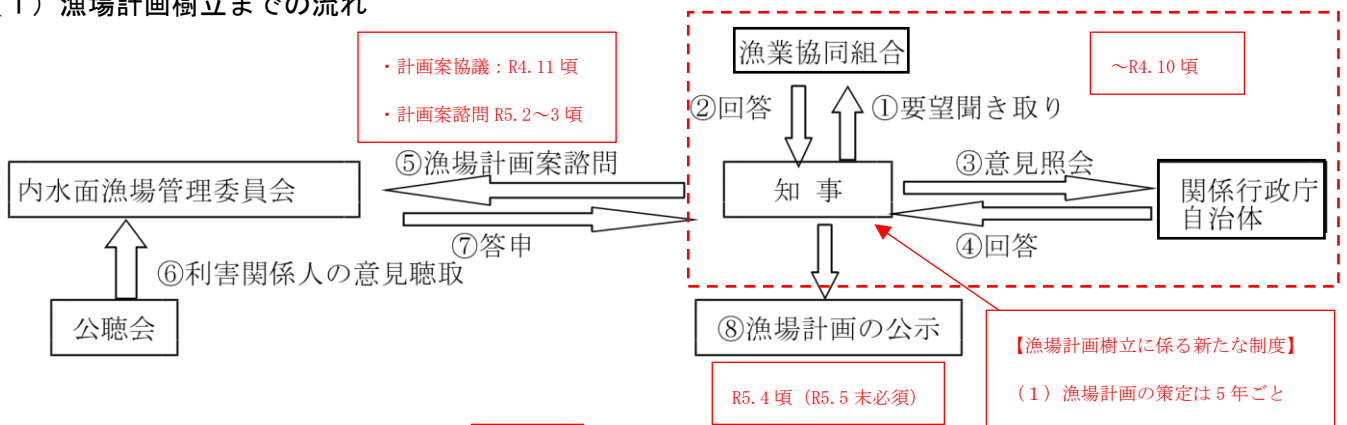 (1)漁場計画樹立までの流れ
・計画案協議:R4.11 頃
・計画案諮問 R5.2~3 頃
漁業協同組合
~R4.10 頃
②回答
①要望聞き取り
⑤漁場計画案諮問
③意見照会
内水面漁場管理委員会
知 事
関係行政庁
自治体
⑦答申
④回答
⑥利害関係人の意見聴取
公聴会
⑧漁場計画の公示
【漁場計画樹立に係る新たな制度】
R5.4 頃(R5.5 末必須)
(1)漁場計画の策定は5年ごと